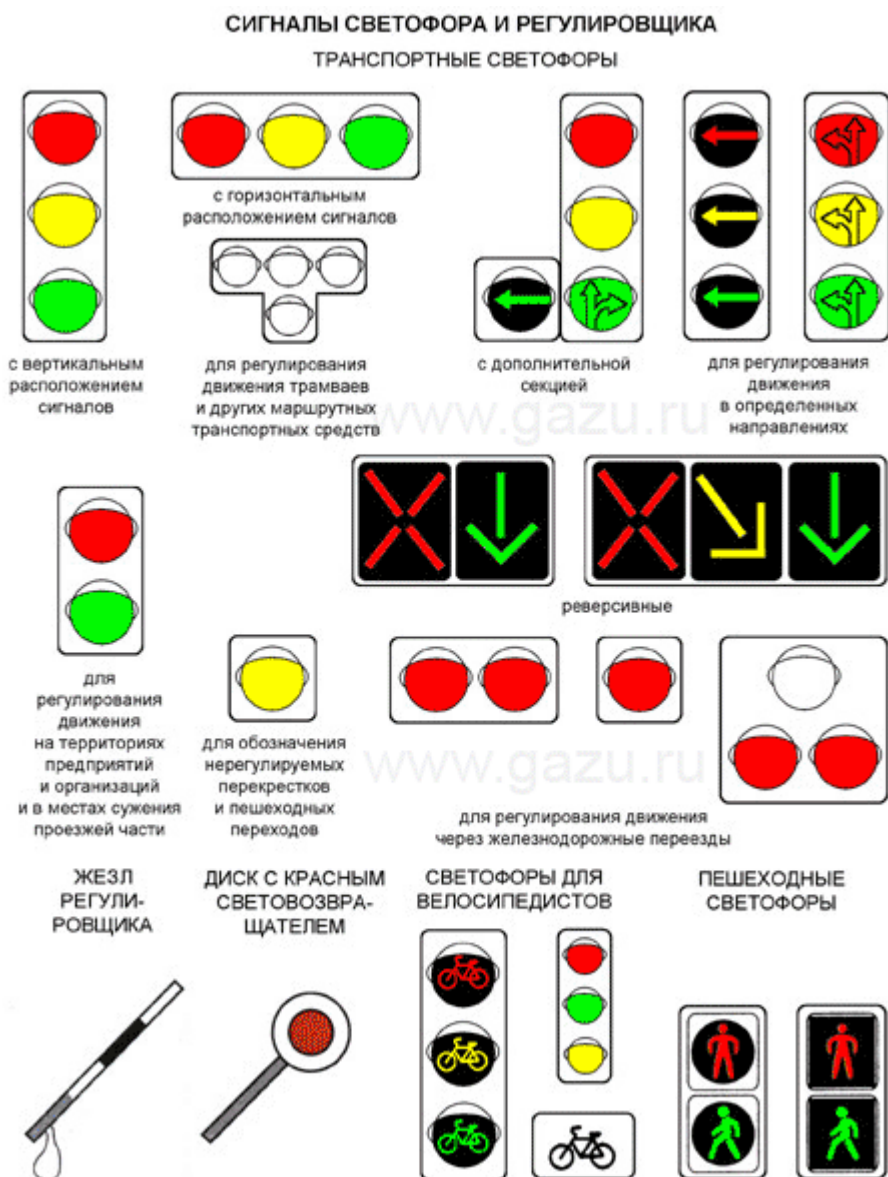 СИГНАЛЫ СВЕТОФОРА И РЕГУЛИРОВЩИКА
ТРАНСПОРТНЫЕ СВЕТОФОРЫ
с горизонтальным
расположением сигналов
с вертикальным
расположением
сигналов
для регулирования
движения трамваев
и других маршрутных
транспортных средств
с дополнительной
секцией
для регулирования
движения
в определенных
направлениях
www.gazu.ru
реверсивные
для
регулирования
движения
на территориях
предприятий
и организаций
и в местах сужения
проезжей части
для обозначения
нерегулируемых
перекрестков
и пешеходных
переходов
www.gazu.ru
для регулирования движения
через железнодорожные переезды
ЖЕЗЛ
РЕГУЛИ-
РОВЩИКА
ДИСК С КРАСНЫМ
СВЕТОВОЗВРА-
ЩАТЕЛЕМ
СВЕТОФОРЫ ДЛЯ
ВЕЛОСИПЕДИСТОВ
ПЕШЕХОДНЫЕ
СВЕТОФОРЫ